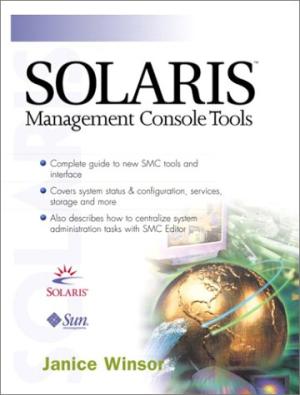 SOLARIS™
Management Console Tools
Complete guide to new SMC tools and
interface
Covers system status & configuration, services,
storage and more
Also describes how to centralize system
administration tasks with SMC Editor
SOLARIS
SOLARIS
Sun
Janice Winsor